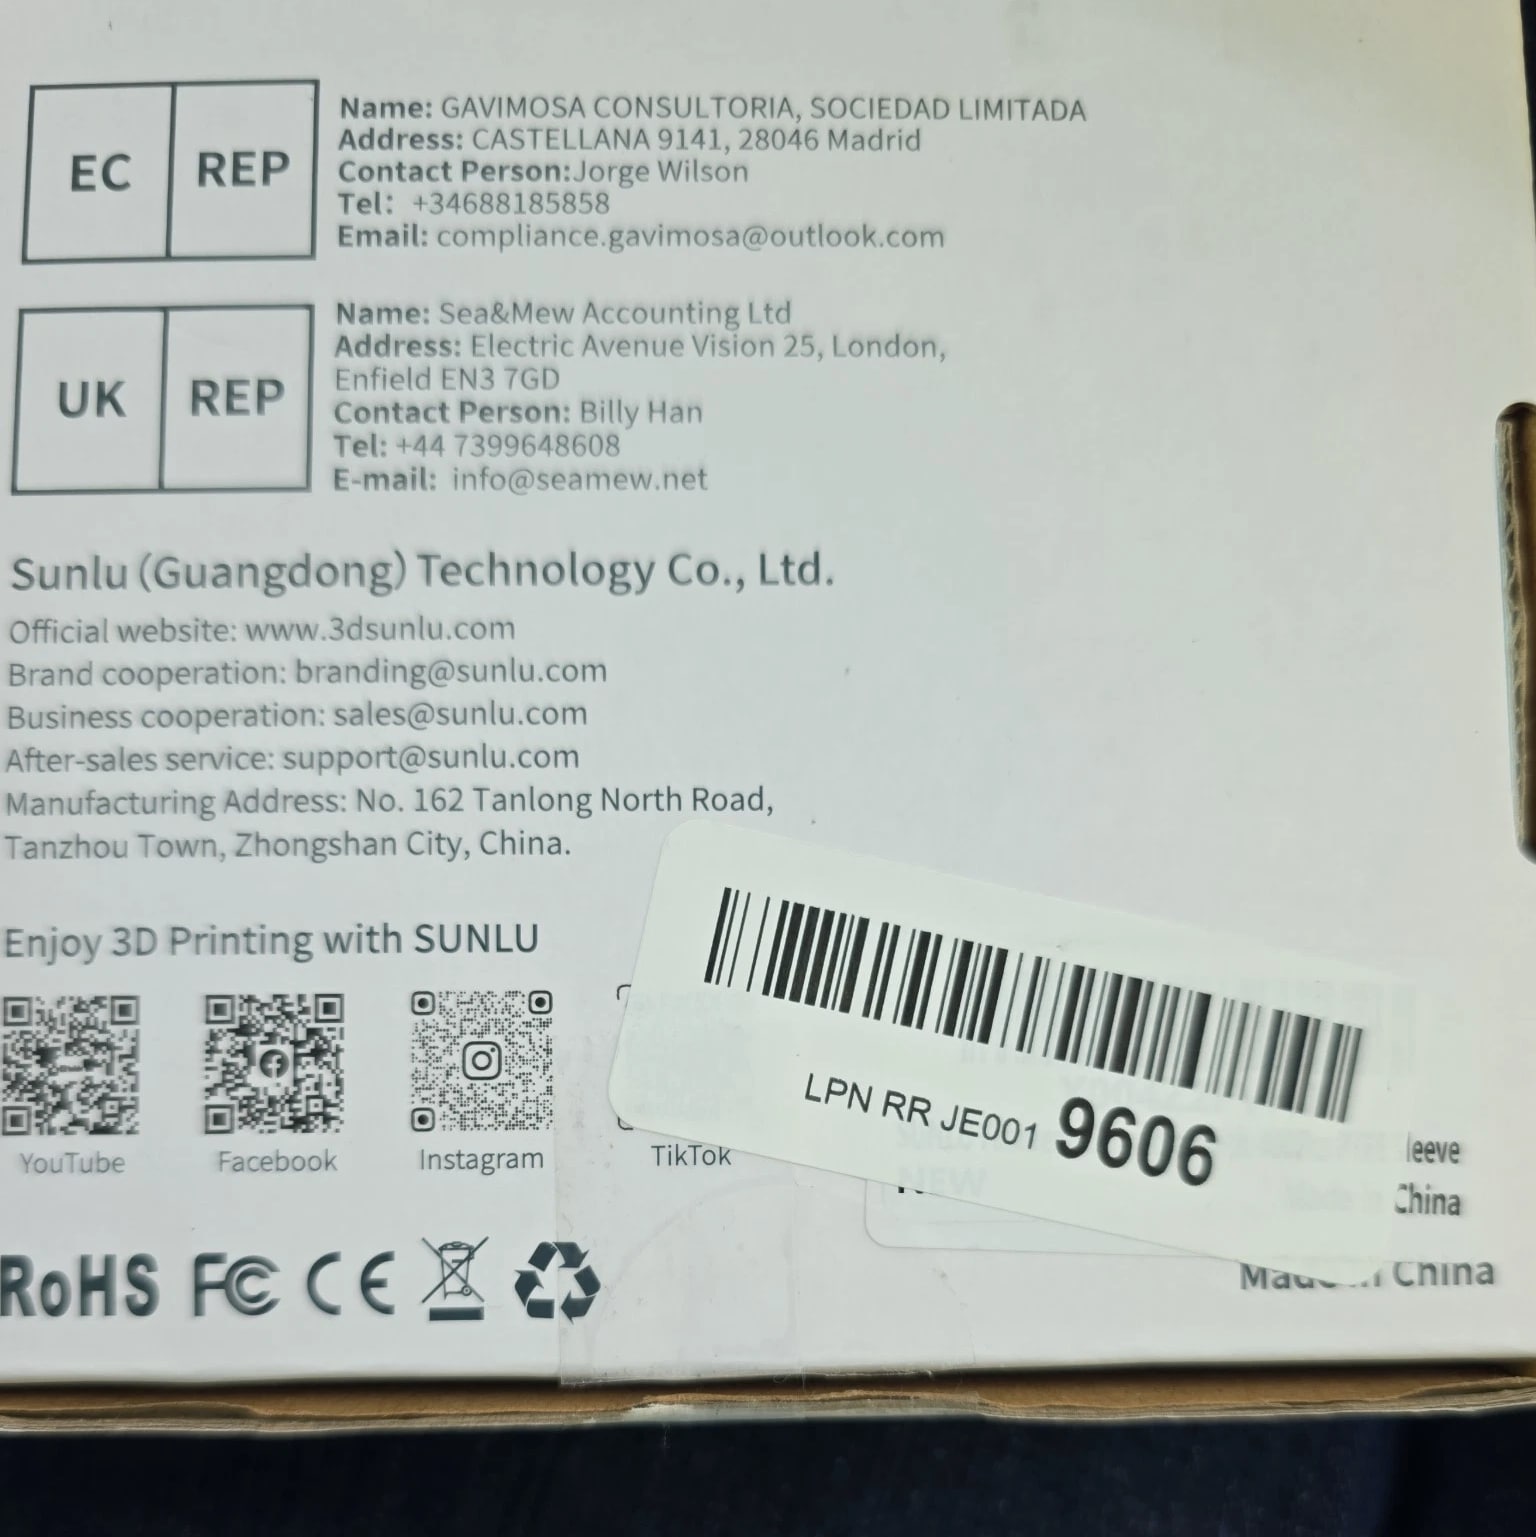 EC REP
Name: GAVIMOSA CONSULTORIA, SOCIEDAD LIMITADA
Address: CASTELLANA 9141, 28046 Madrid
Contact Person:Jorge Wilson
Tel: +34688185858
Email: compliance.gavimosa@outlook.com
UK REP
Name: Sea&Mew Accounting Ltd
Address: Electric Avenue Vision 25, London,
Enfield EN3 7GD
Contact Person: Billy Han
Tel: +44 7399648608
E-mail: info@seamew.net
Sunlu (Guangdong) Technology Co., Ltd.
Official website: www.3dsunlu.com
Brand cooperation: branding@sunlu.com
Business cooperation: sales@sunlu.com
After-sales service: support@sunlu.com
Manufacturing Address: No. 162 Tanlong North Road,
Tanzhou Town, Zhongshan City, China.
Enjoy 3D Printing with SUNLU
YouTube Facebook Instagram TikTok
LPN RR JE001 9606
leeve
China
RoHS FC CE
Made in China